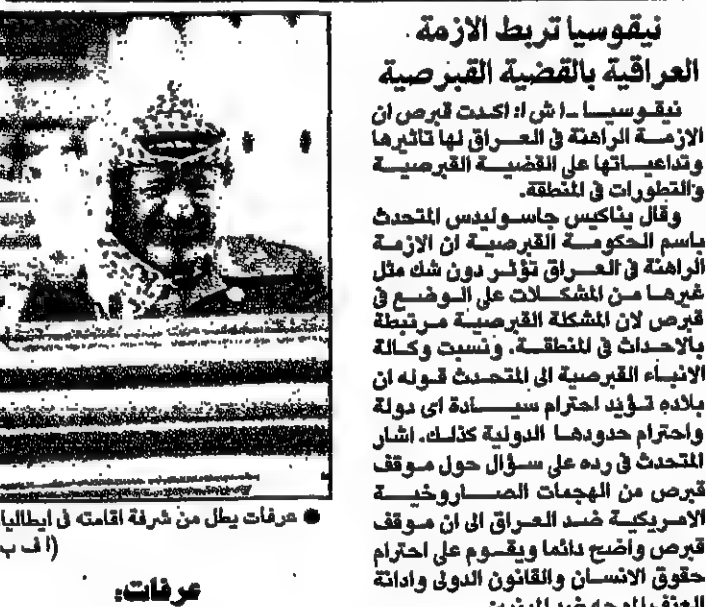 نيقوسيا تربط الازمة
العراقية بالقضية القبرصية
نيقوسيا ـ ا ش ا: اكدت قبرص ان
الازمة الراهنة في العراق لها تاثيرها
وتداعياتها على القضية القبرصية
والتطورات في المنطقة.
وقال يناكيس جاسوليدس المتحدث
باسم الحكومة القبرصية ان الازمة
الراهنة في العراق تؤثر دون شك مثل
غيرها من المشكلات على الوضع في
قبرص لان المشكلة القبرصية مرتبطة
بالاحداث في المنطقة. ونسبت وكالة
الانباء القبرصية الى المتحدث قوله ان
بلاده تؤيد احترام سيادة اى دولة
واحترام حدودها الدولية كذلك. اشار
المتحدث في رده على سؤال حول موقف
قبرص من الهجمات الصاروخية
الامريكية ضد العراق الى ان موقف
قبرص واضح دائما ويقوم على احترام
حقوق الانسان والقانون الدولى وادانة
العنف الموجه ضد
عرفات يطل من شرفة اقامته فى ايطاليا
(ا ف ب
عرفات: